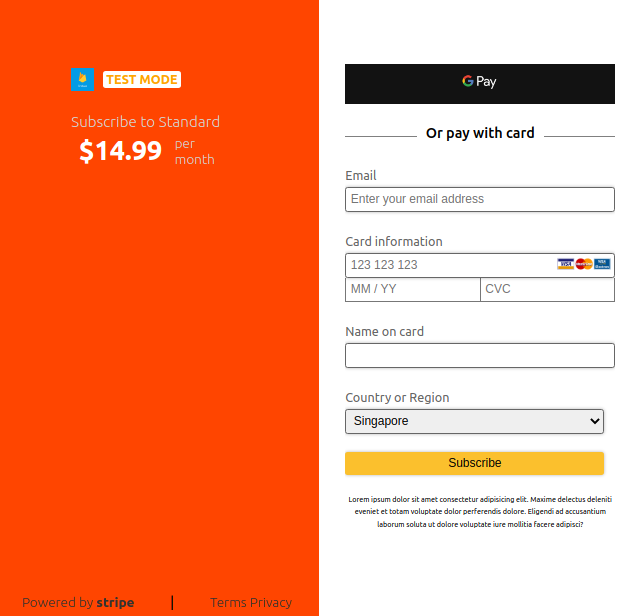 TEST MODE
Subscribe to Standard
$14.99 per month
Powered by stripe | Terms Privacy
G Pay
Or pay with card
Email
Enter your email address
Card information
123 123 123 VISA
MM / YY CVC
Name on card
Country or Region
Singapore
Subscribe
Lorem ipsum dolor sit amet consectetur adipisicing elit. Maxime delectus deleniti
eveniet et totam voluptate dolor perferendis dolore. Eligendi ad accusantium
laborum soluta ut dolore voluptate iure mollitia facere adipisci?